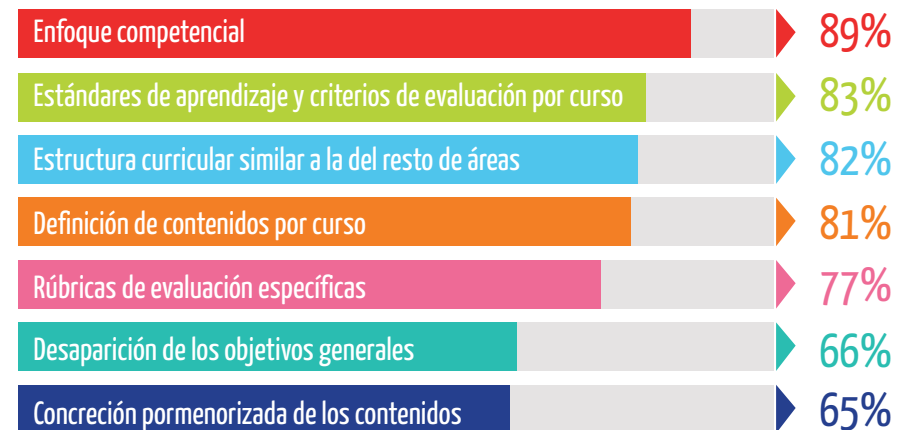 Enfoque competencial 89%
Estándares de aprendizaje y criterios de evaluación por curso 83%
Estructura curricular similar a la del resto de áreas 82%
Definición de contenidos por curso 81%
Rúbricas de evaluación específicas 77%
Desaparición de los objetivos generales 66%
Concreción pormenorizada de los contenidos 65%